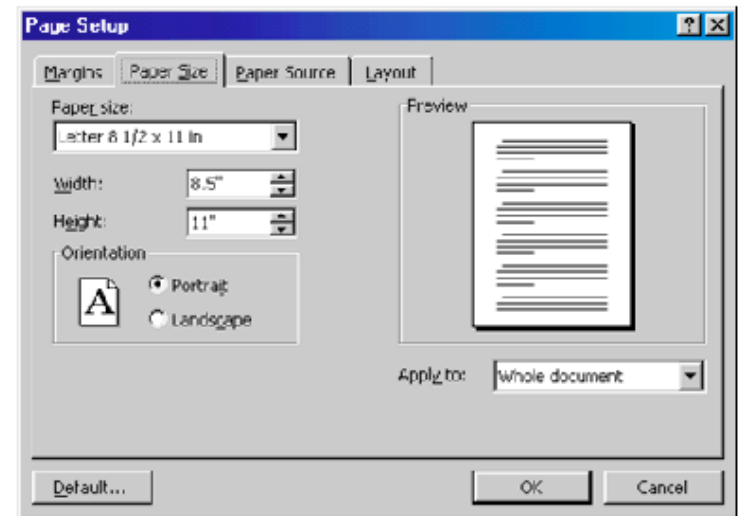 Page Setup
Margins Paper Size Paper Source Layout
Paper size:
Letter 8 1/2 x 11 in
Width: 8.5"
Height: 11"
Orientation
A
Portrait
Landscape
Preview
Apply to: Whole document
Default... OK Cancel